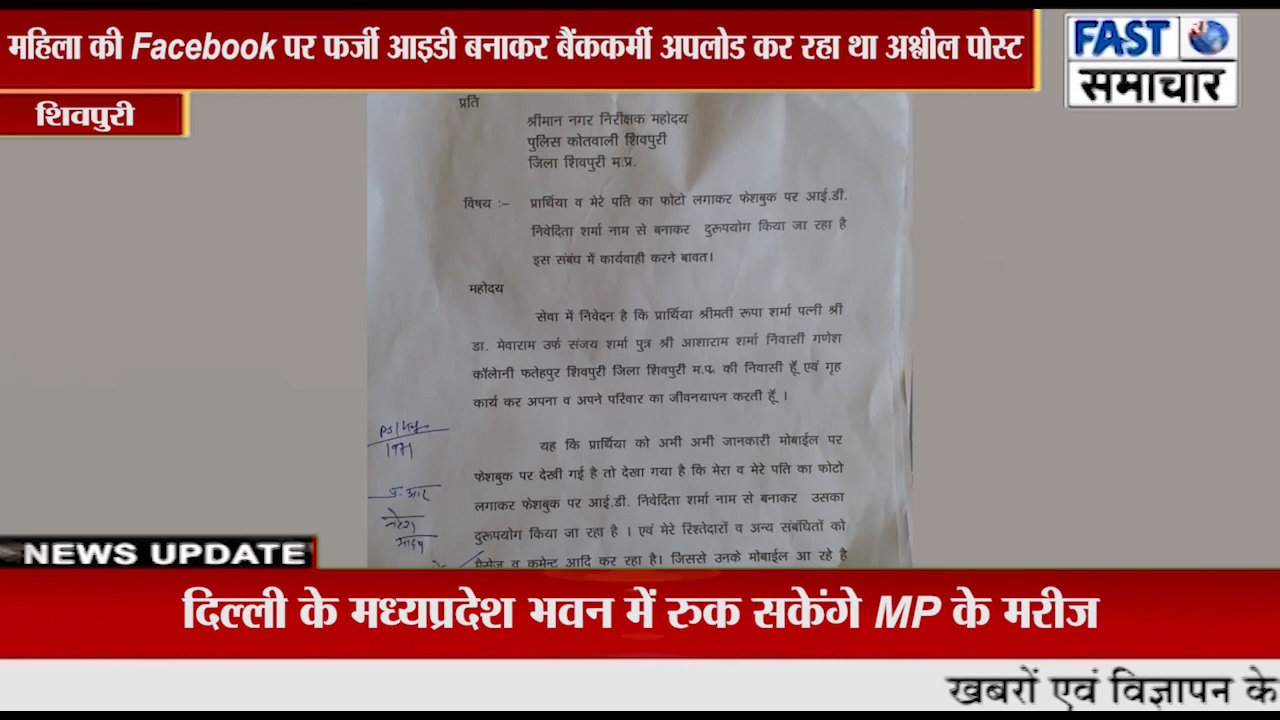 महिला की Facebook पर फर्जी आइडी बनाकर बैंककर्मी अपलोड कर रहा था अश्लील पोस्ट
FAST
समाचार
शिवपुरी
प्रति
श्रीमान नगर निरीक्षक महोदय
पुलिस कोतवाली शिवपुरी
जिला शिवपुरी म.प्र.
विषय :– प्रार्थिया व मेरे पति का फोटो लगाकर फेशबुक पर आई.डी.
निवेदिता शर्मा नाम से बनाकर दुरूपयोग किया जा रहा है
इस संबंध में कार्यवाही करने बावत।
महोदय
सेवा में निवेदन है कि प्रार्थिया श्रीमती रूपा शर्मा पत्नी श्री
डा. मेवाराम उर्फ संजय शर्मा पुत्र श्री आशाराम शर्मा निवासी गणेश
कॉलोनी फतेहपुर शिवपुरी जिला शिवपुरी म.प्र. की निवासी हूॅ एवं गृह
कार्य कर अपना व अपने परिवार का जीवनयापन करती हूॅ ।
यह कि प्रार्थिया को अभी अभी जानकारी मोबाईल पर
फेशबुक पर देखी गई है तो देखा गया है कि मेरा व मेरे पति का फोटो
लगाकर फेशबुक पर आई.डी. निवेदिता शर्मा नाम से बनाकर उसका
दुरूपयोग किया जा रहा है । एवं मेरे रिश्तेदारों व अन्य संबंधितों को
मैसेज व कमेन्ट आदि कर रहा है। जिससे उनके मोबाईल आ रहे है
NEWS UPDATE
दिल्ली के मध्यप्रदेश भवन में रुक सकेंगे MP के मरीज
खबरों एवं विज्ञापन के